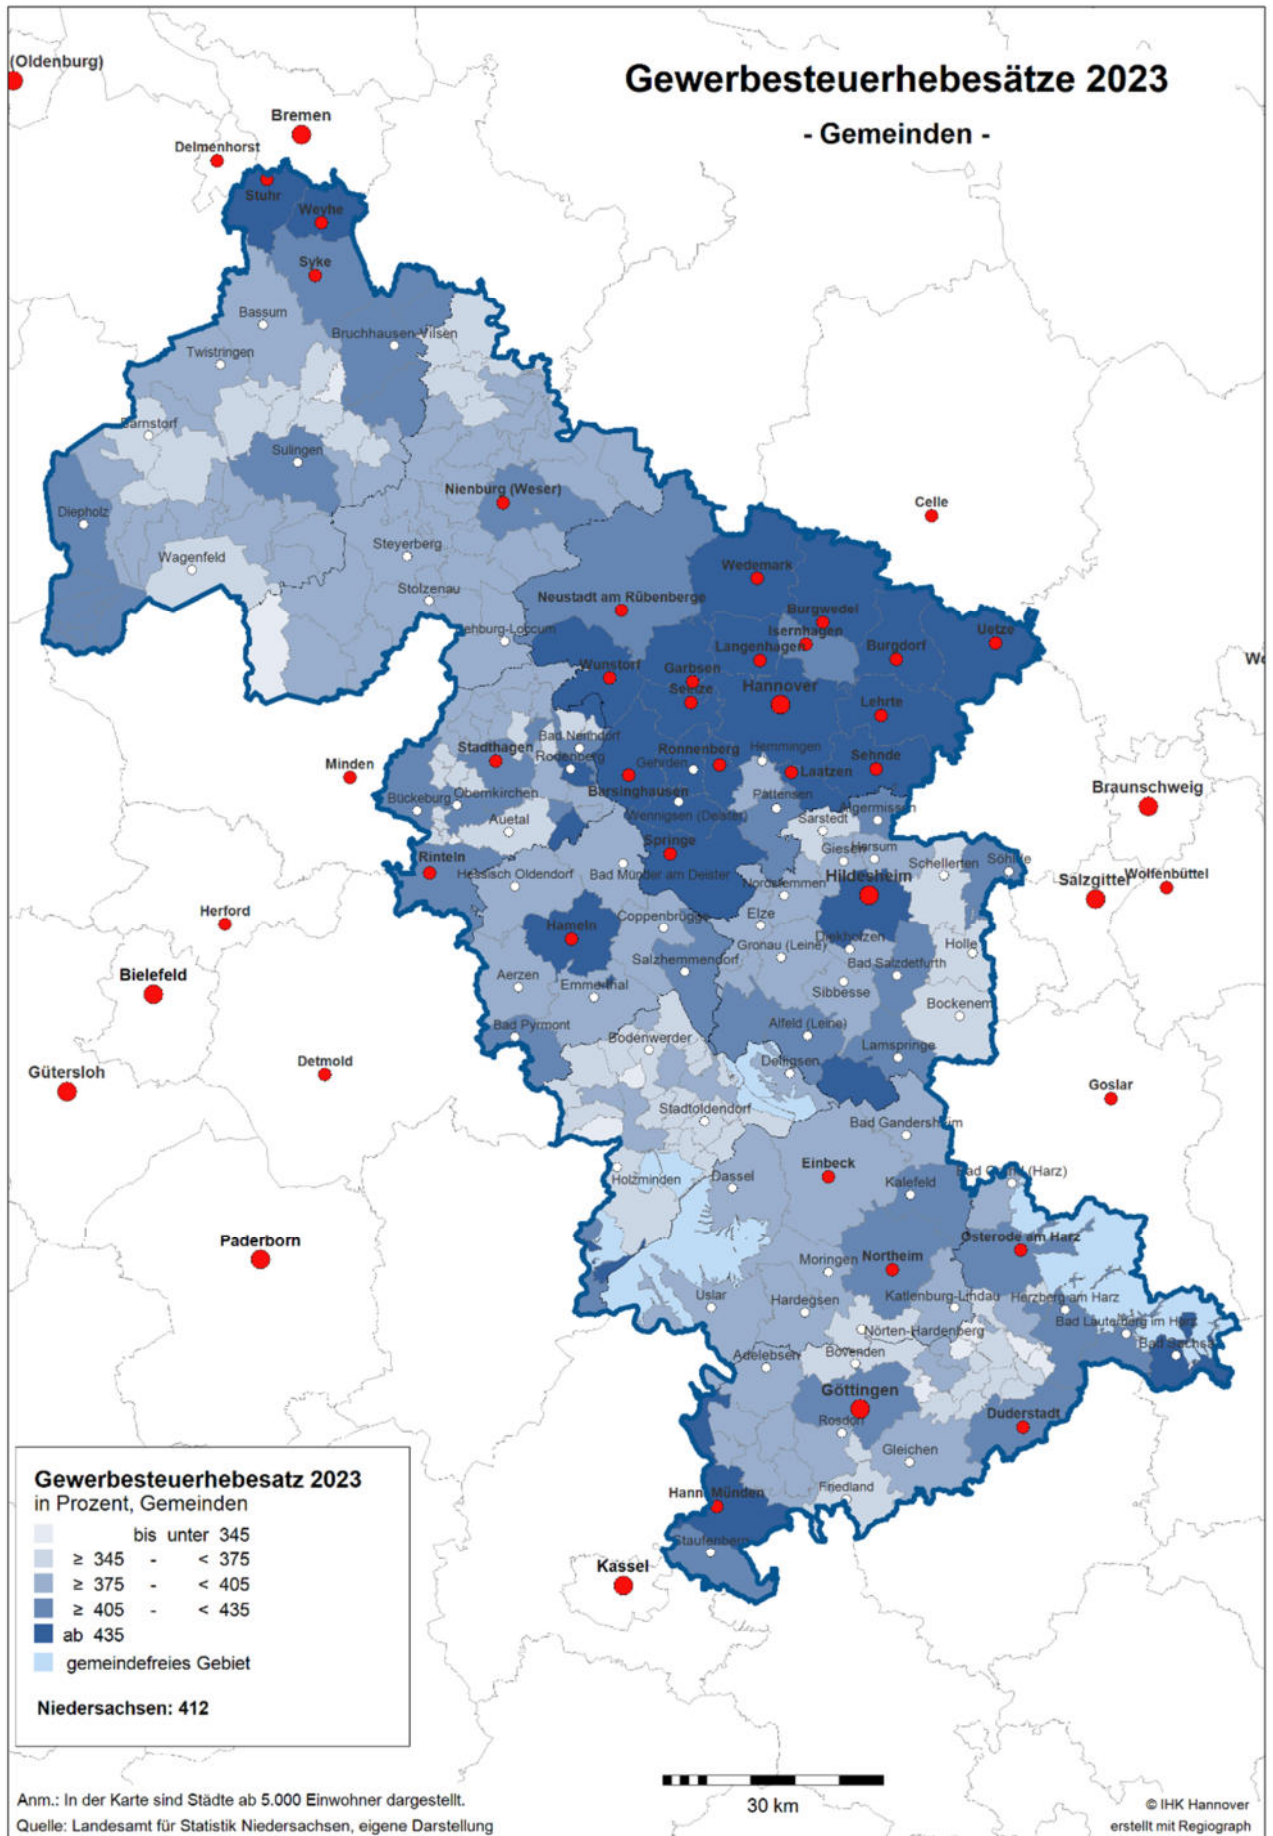 (Oldenburg)
Gewerbesteuerhebesätze 2023
- Gemeinden -
Bremen
Delmenhorst
Stuhr
Weyhe
Syke
Bassum
Bruchhausen-Vilsen
Twistringen
Barnstorf
Sulingen
Nienburg (Weser)
Celle
Diepholz
Steyerberg
Wagenfeld
Wedemark
Stolzenau
Neustadt am Rübenberge
Burgwedel
Isernhagen
Uetze
Langenhagen
Burgdorf
ehburg-Loccum
Wunstorf
Garbsen
Hannover
Seelze
Lehrte
Bad Nenndorf
Stadthagen
Ronnenberg
Hemmingen
Sehnde
Rodenberg
Gehrden
Minden
Laatzen
Braunschweig
Barsinghausen
Pattensen
Bückeburg
Obernkirchen
Algermissen
Wennigsen (Deister)
Sarstedt
Auetal
Springe
Giesen
Harsum
Rinteln
Schellerten
Söhlde
Hessisch Oldendorf
Bad Münder am Deister
Hildesheim
Salzgitter
Wolfenbüttel
Nordstemmen
Herford
Coppenbrügge
Elze
Hameln
Diekholzen
Gronau (Leine)
Holle
Salzhemmendorf
Bad Salzdetfurth
Bielefeld
Aerzen
Emmerthal
Sibbesse
Bockenem
Bad Pyrmont
Alfeld (Leine)
Bodenwerder
Lamspringe
Detmold
Delligsen
Gütersloh
Goslar
Stadtoldendorf
Bad Gandersheim
Einbeck
Bad Grund (Harz)
Holzminden
Dassel
Kalefeld
Paderborn
Osterode am Harz
Moringen
Northeim
Uslar
Hardegsen
Katlenburg-Lindau
Herzberg am Harz
Bad Lauterberg im Harz
Nörten-Hardenberg
Bad Sachsa
Adelebsen
Bovenden
Göttingen
Duderstadt
Rosdorf
Gleichen
Friedland
Hann. Münden
Staufenberg
Kassel
Gewerbesteuerhebesatz 2023
in Prozent, Gemeinden
bis unter 345
≥ 345 - < 375
≥ 375 - < 405
≥ 405 - < 435
ab 435
gemeindefreies Gebiet
Niedersachsen: 412
30 km
Anm.: In der Karte sind Städte ab 5.000 Einwohner dargestellt.
© IHK Hannover
Quelle: Landesamt für Statistik Niedersachsen, eigene Darstellung
erstellt mit Regiograph